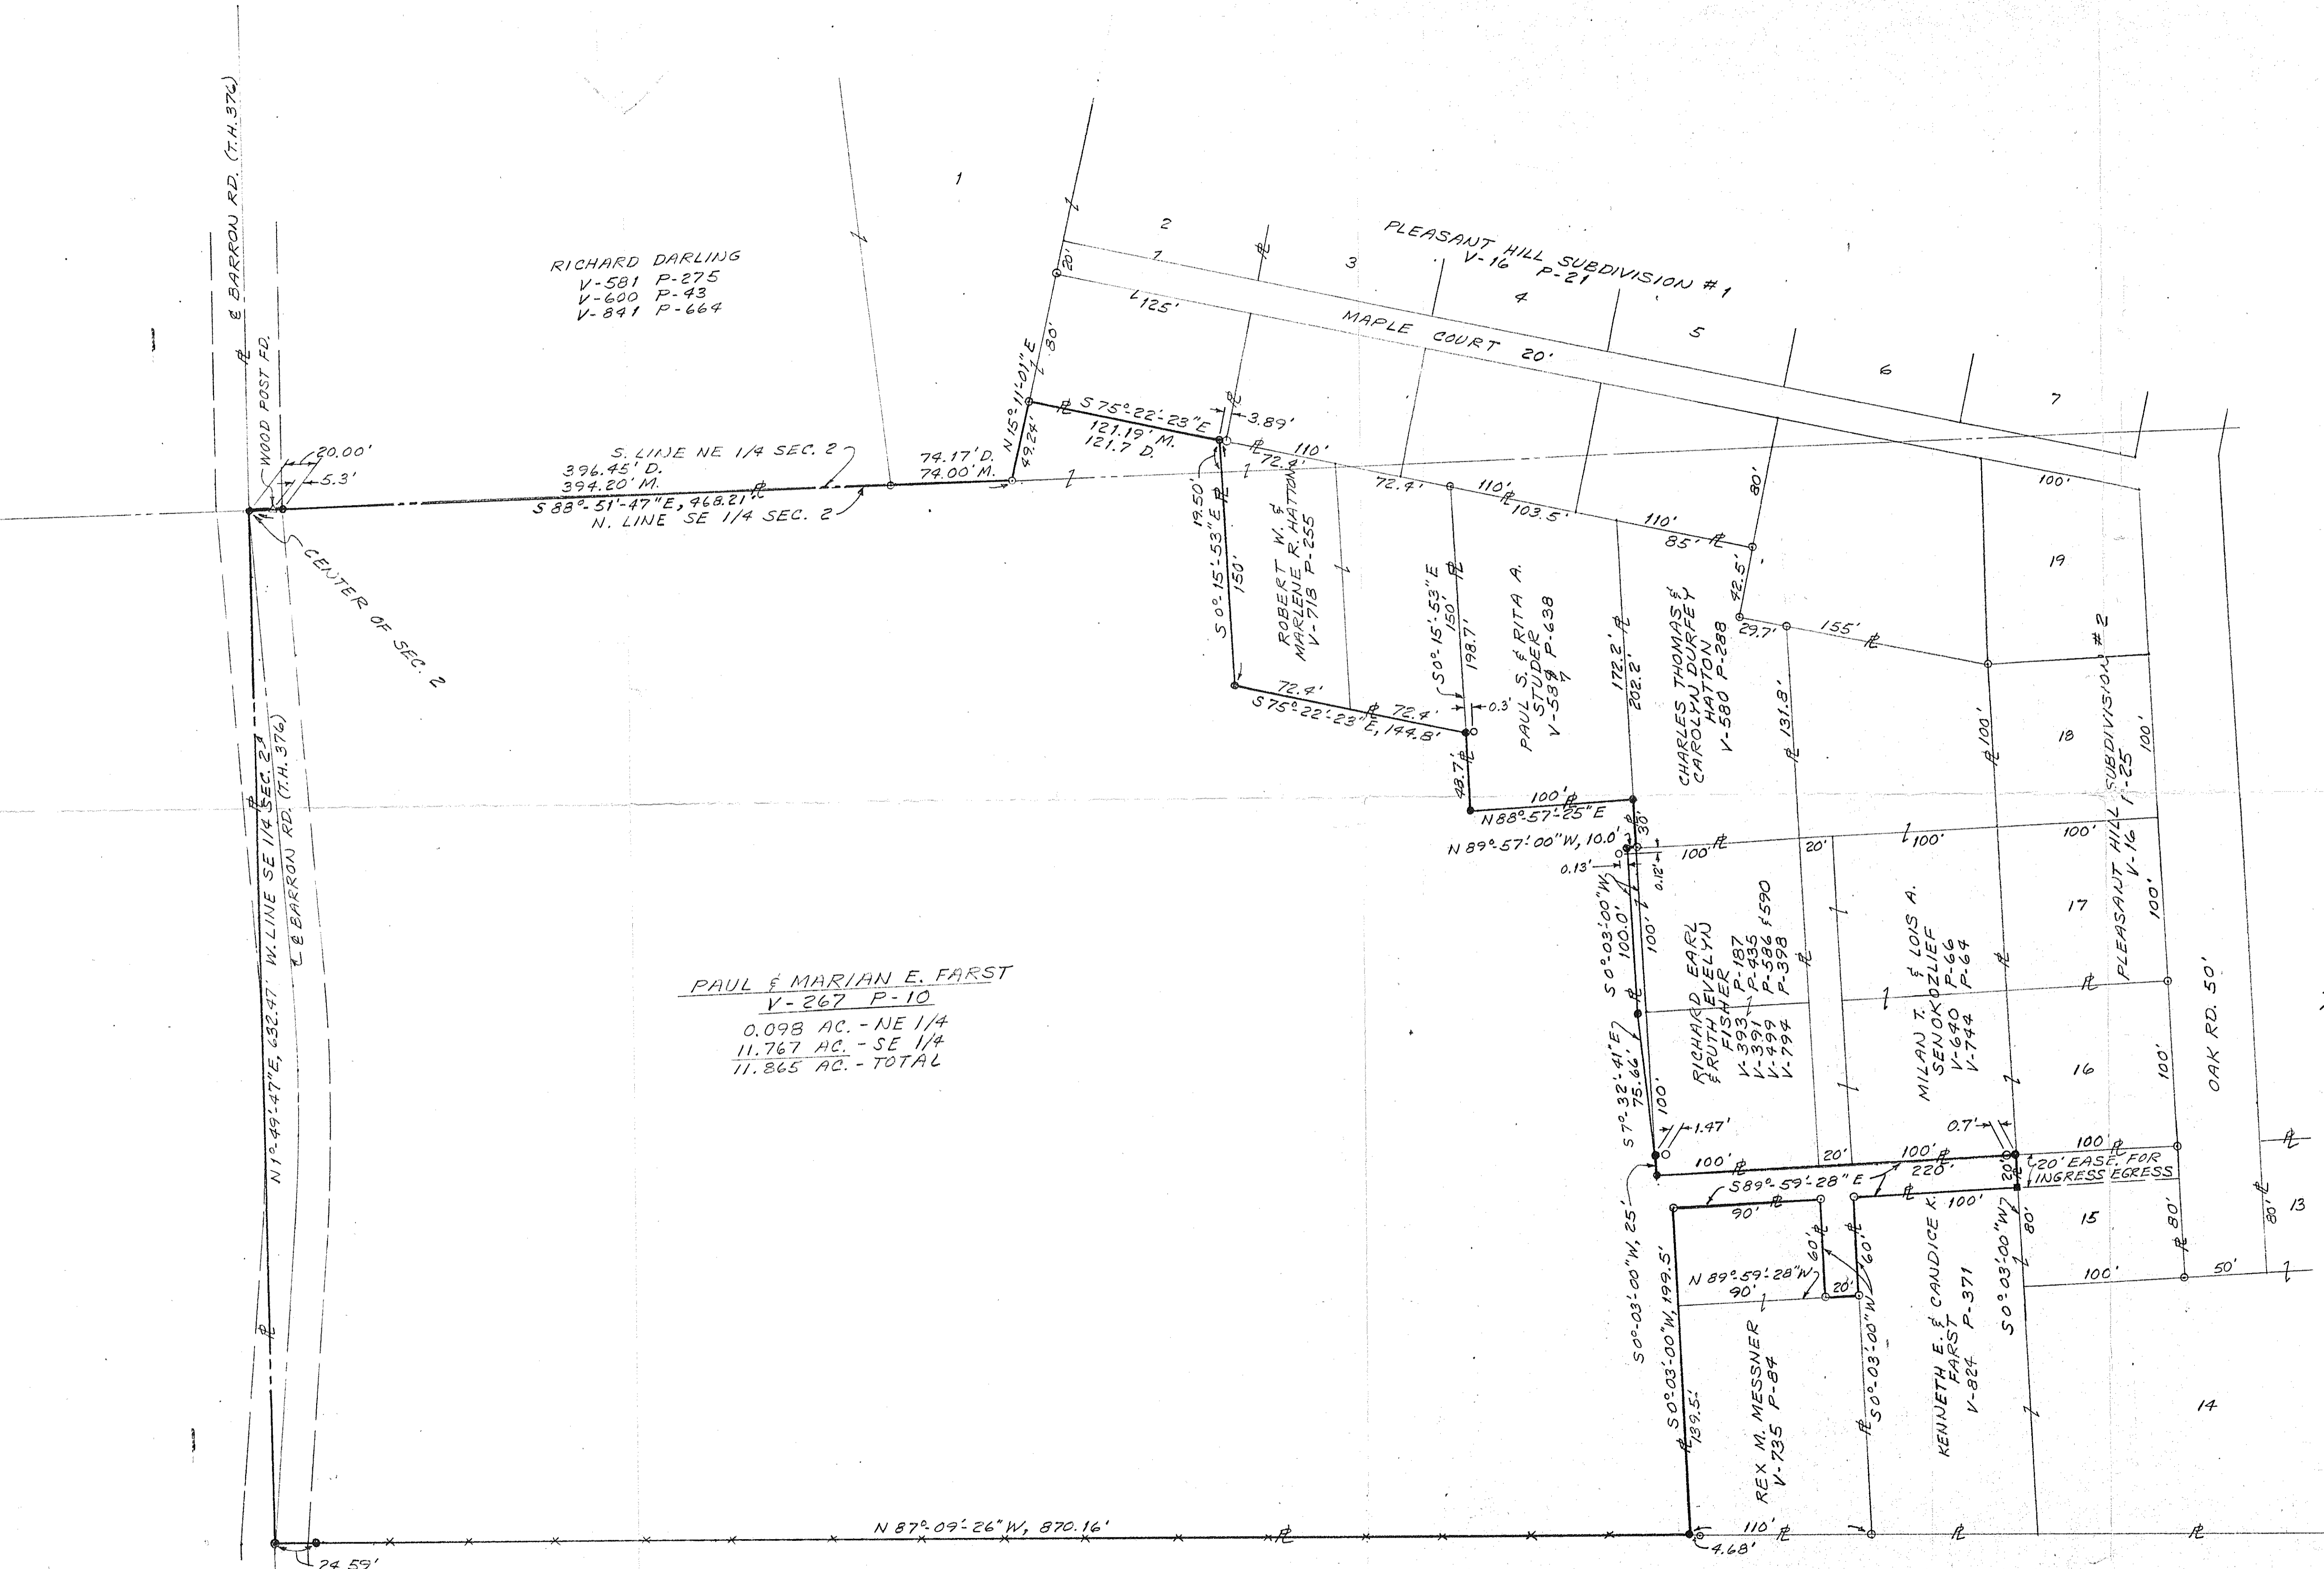 ℄ BARRON RD. (T.H. 376)
WOOD POST FD.
RICHARD DARLING
V-581 P-275
V-600 P-43
V-841 P-664
1
2
1
3
4
5
6
7
PLEASANT HILL SUBDIVISION #1
V-16 P-21
20'
125'
MAPLE COURT 20'
80'
N 15°-11'-01" E
49.24'
S 75°-22'-23" E
121.19' M.
121.7 D.
3.89'
110'
72.4'
72.4'
110'
103.5'
110'
85'
80'
42.5'
29.7'
155'
100'
20.00'
5.3'
S. LINE NE 1/4 SEC. 2
396.45' D.
394.20' M.
S 88°-51'-47" E, 468.21'
N. LINE SE 1/4 SEC. 2
74.17' D.
74.00' M.
CENTER OF SEC. 2
19.50'
S 0°-15'-53" E
150'
ROBERT W. &
MARLENE R. HATTON
V-718 P-255
72.4'
72.4'
S 75°-22'-23" E, 144.8'
S 0°-15'-53" E
150'
198.7'
0.3'
PAUL S. & RITA A.
STUDER
P-638
172.2'
202.2'
CHARLES THOMAS &
CAROLYN DURFEY
HATTON
V-580 P-288
131.8'
100'
19
18
100'
PLEASANT HILL SUBDIVISION #2
V-16 P-25
48.7'
100'
N 88°-57'-25" E
30'
N 89°-57'-00" W, 10.0'
0.13'
0.12'
100'
20'
100'
100'
S 0°-03'-00" W
100.0'
100'
RICHARD EARL
& RUTH EVELYN
FISHER
V-393 P-187
V-391 P-435
V-499 P-586 & 590
V-794 P-398
MILAN T. & LOIS A.
SENOKOZLIEF
V-640 P-66
V-744 P-64
17
100'
16
100'
OAK RD. 50'
S 7°-32'-41" E
75.66'
100'
1.47'
0.7'
100'
20'
100'
220'
100
S 89°-59'-28" E
20'
20' EASE. FOR
INGRESS EGRESS
S 0°-03'-00" W, 25'
90'
100'
60'
60'
N 89°-59'-28" W
90'
20'
S 0°-03'-00" W
80'
15
80'
80'
13
100'
50'
S 0°-03'-00" W, 199.5'
139.5'
REX M. MESSNER
V-735 P-84
S 0°-03'-00" W
KENNETH E. & CANDICE K.
FARST
V-824 P-371
14
PAUL & MARIAN E. FARST
V-267 P-10
0.098 AC. - NE 1/4
11.767 AC. - SE 1/4
11.865 AC. - TOTAL
N 1°-49'-47" E, 632.47' W. LINE SE 1/4 SEC. 2
℄ BARRON RD. (T.H. 376)
N 87°-09'-26" W, 870.16'
110'
4.68'
24.59'